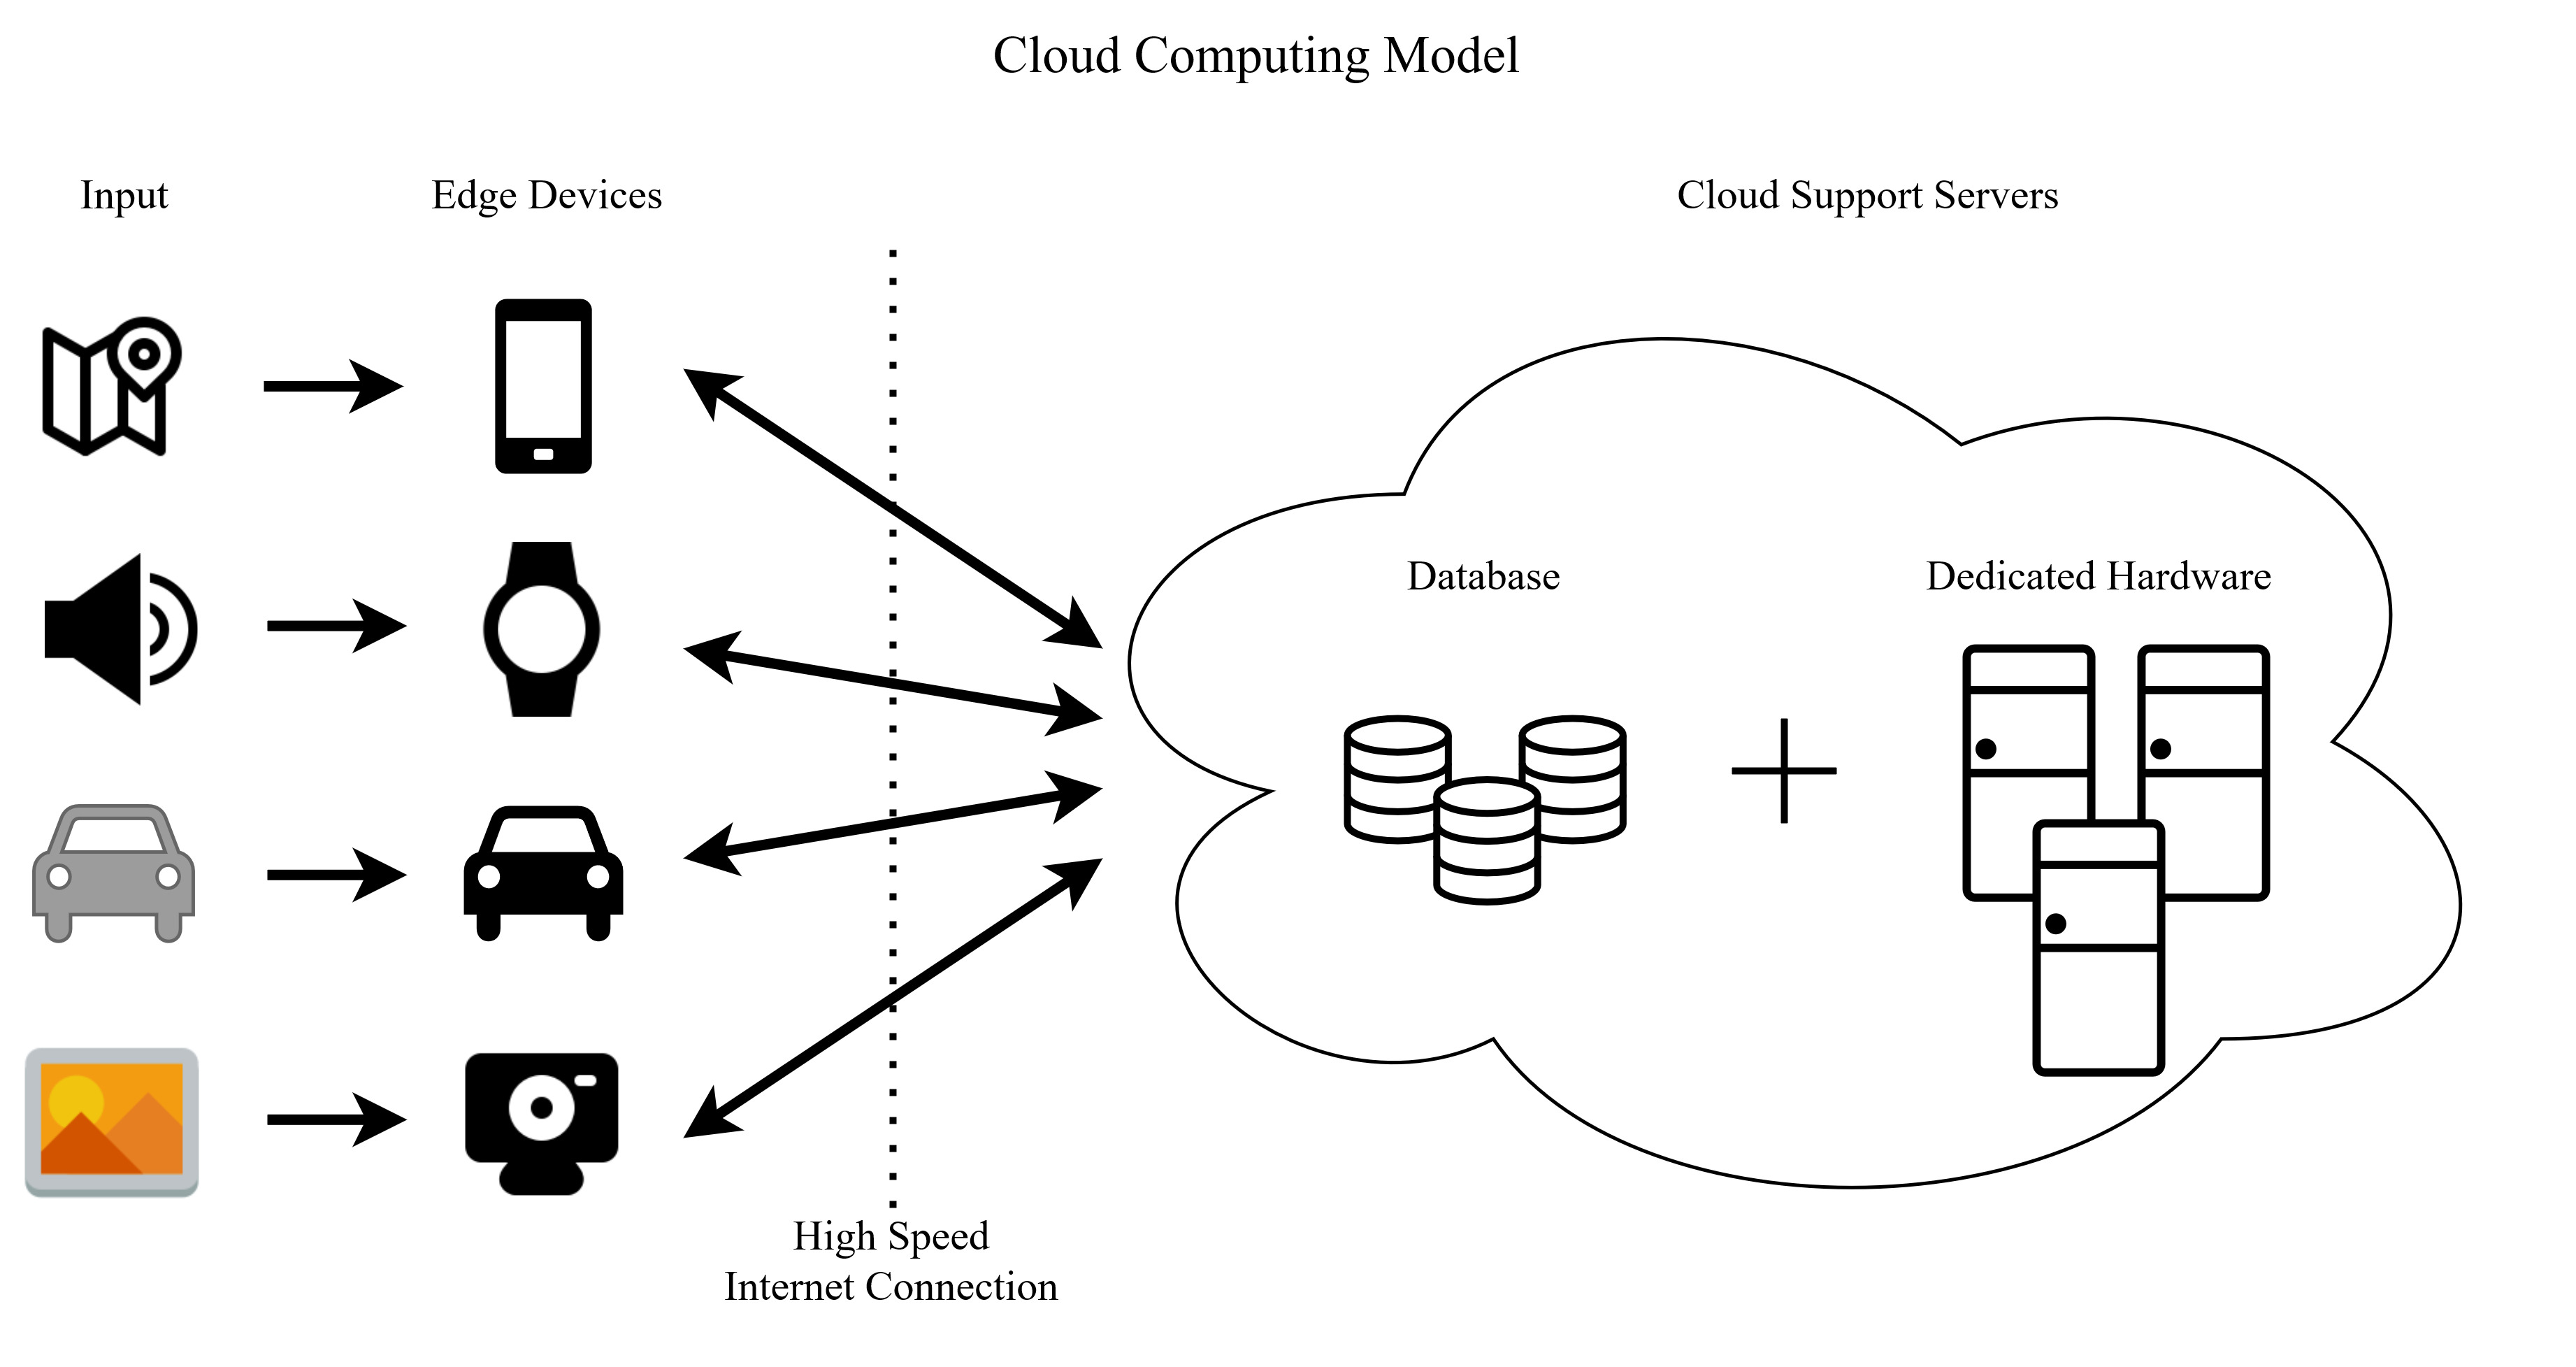 Cloud Computing Model
Input
Edge Devices
Cloud Support Servers
Database
Dedicated Hardware
High Speed
Internet Connection